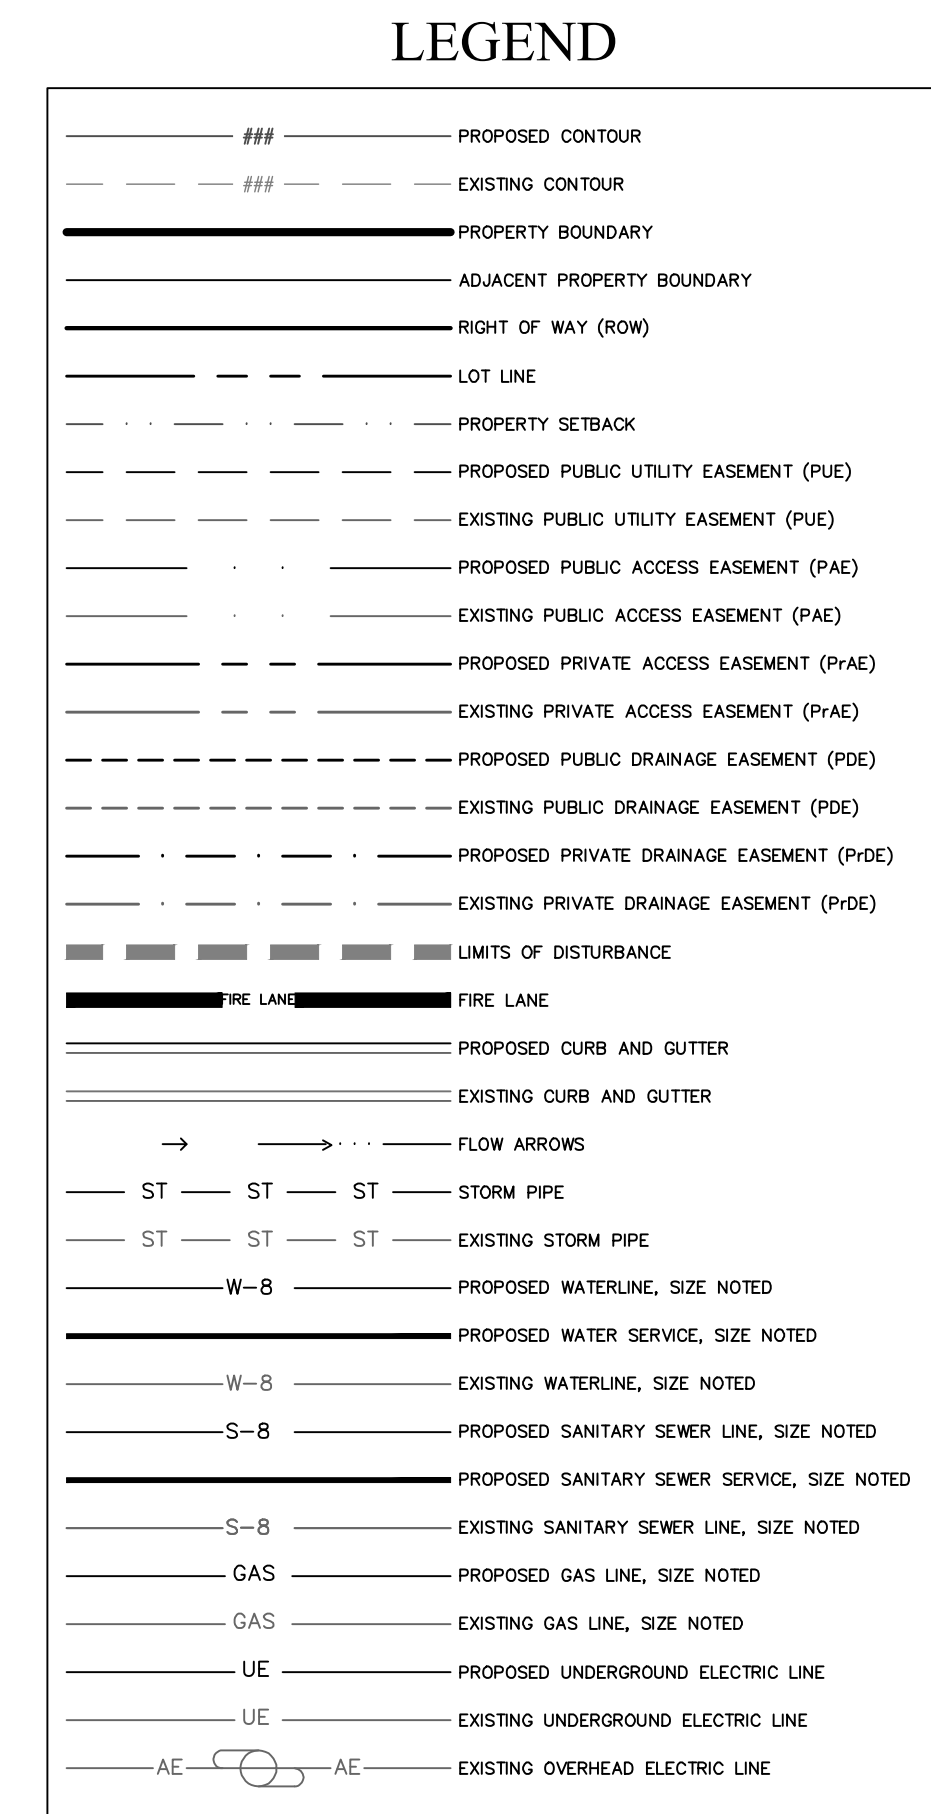 LEGEND
### PROPOSED CONTOUR
### EXISTING CONTOUR
PROPERTY BOUNDARY
ADJACENT PROPERTY BOUNDARY
RIGHT OF WAY (ROW)
LOT LINE
PROPERTY SETBACK
PROPOSED PUBLIC UTILITY EASEMENT (PUE)
EXISTING PUBLIC UTILITY EASEMENT (PUE)
PROPOSED PUBLIC ACCESS EASEMENT (PAE)
EXISTING PUBLIC ACCESS EASEMENT (PAE)
PROPOSED PRIVATE ACCESS EASEMENT (PrAE)
EXISTING PRIVATE ACCESS EASEMENT (PrAE)
PROPOSED PUBLIC DRAINAGE EASEMENT (PDE)
EXISTING PUBLIC DRAINAGE EASEMENT (PDE)
PROPOSED PRIVATE DRAINAGE EASEMENT (PrDE)
EXISTING PRIVATE DRAINAGE EASEMENT (PrDE)
LIMITS OF DISTURBANCE
FIRE LANE FIRE LANE
PROPOSED CURB AND GUTTER
EXISTING CURB AND GUTTER
FLOW ARROWS
ST ST ST STORM PIPE
ST ST ST EXISTING STORM PIPE
W-8 PROPOSED WATERLINE, SIZE NOTED
PROPOSED WATER SERVICE, SIZE NOTED
W-8 EXISTING WATERLINE, SIZE NOTED
S-8 PROPOSED SANITARY SEWER LINE, SIZE NOTED
PROPOSED SANITARY SEWER SERVICE, SIZE NOTED
S-8 EXISTING SANITARY SEWER LINE, SIZE NOTED
GAS PROPOSED GAS LINE, SIZE NOTED
GAS EXISTING GAS LINE, SIZE NOTED
UE PROPOSED UNDERGROUND ELECTRIC LINE
UE EXISTING UNDERGROUND ELECTRIC LINE
AE AE EXISTING OVERHEAD ELECTRIC LINE